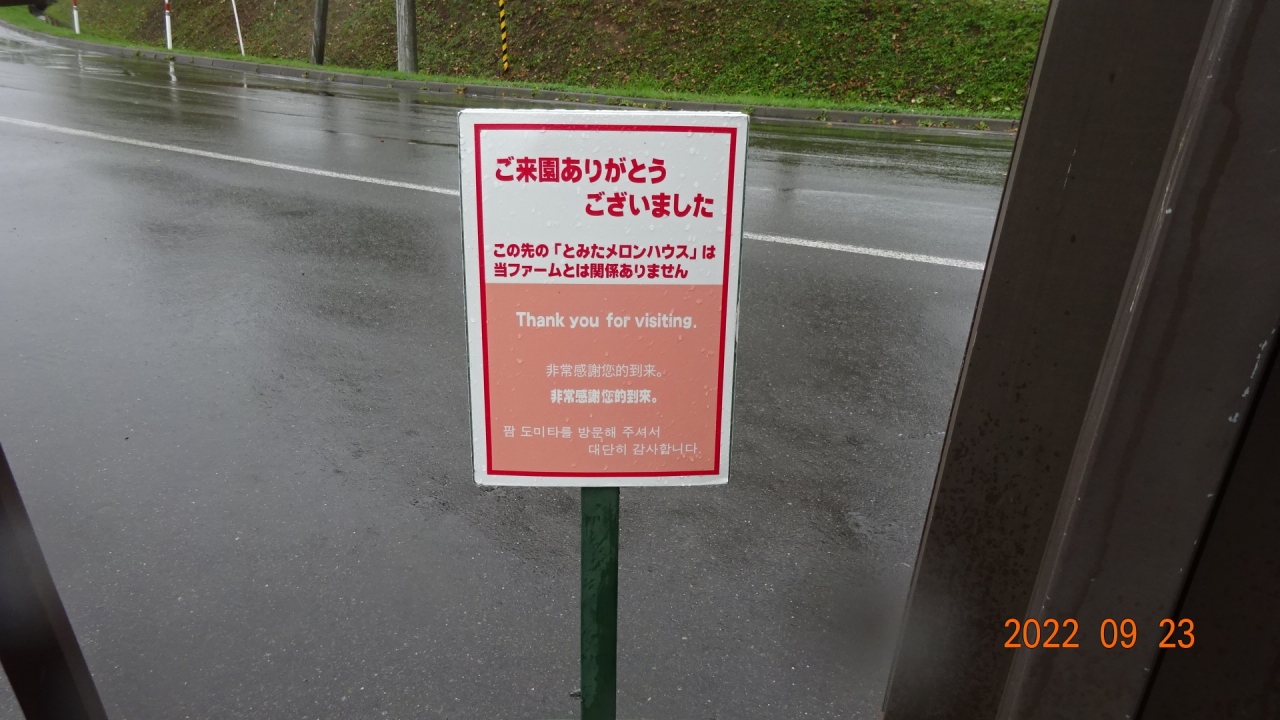 ご来園ありがとう
ございました
この先の「とみたメロンハウス」は
当ファームとは関係ありません
Thank you for visiting.
非常感謝您的到来。
非常感謝您的到來。
팜 도미타를 방문해 주셔서
대단히 감사합니다.
2022 09 23